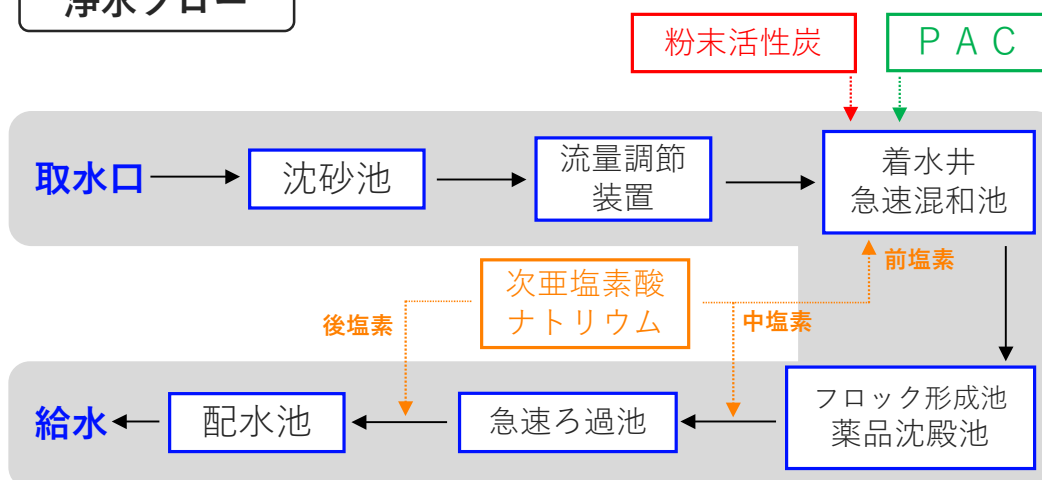 浄水フロー
粉末活性炭
ＰＡＣ
取水口
沈砂池
流量調節
装置
着水井
急速混和池
前塩素
次亜塩素酸
ナトリウム
後塩素
中塩素
給水
配水池
急速ろ過池
フロック形成池
薬品沈殿池